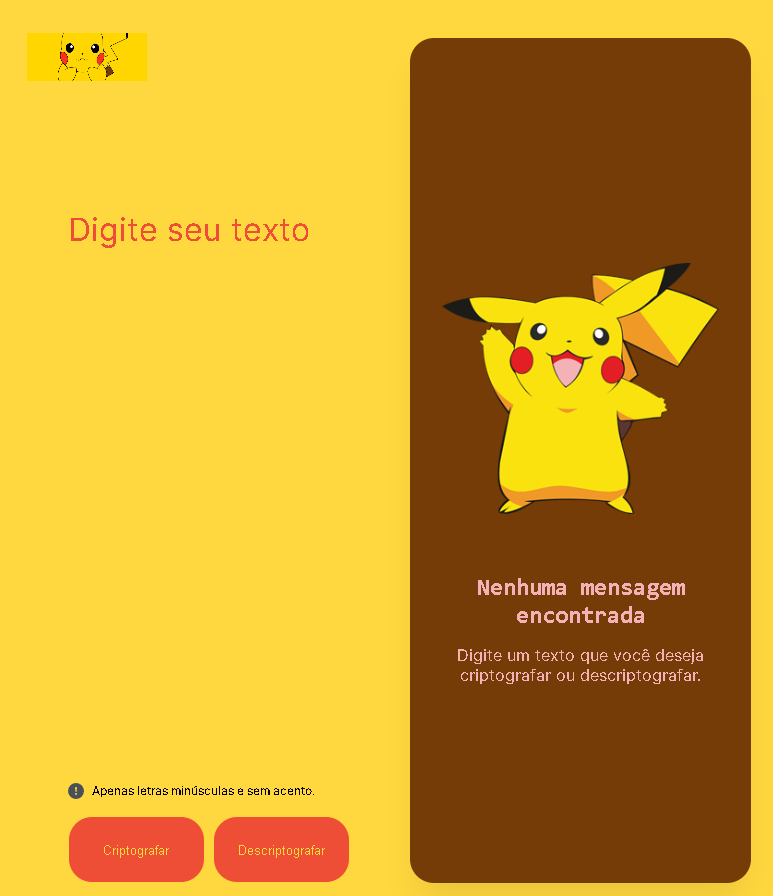 Digite seu texto
Nenhuma mensagem
encontrada
Digite um texto que você deseja
criptografar ou descriptografar.
Apenas letras minúsculas e sem acento.
Criptografar
Descriptografar